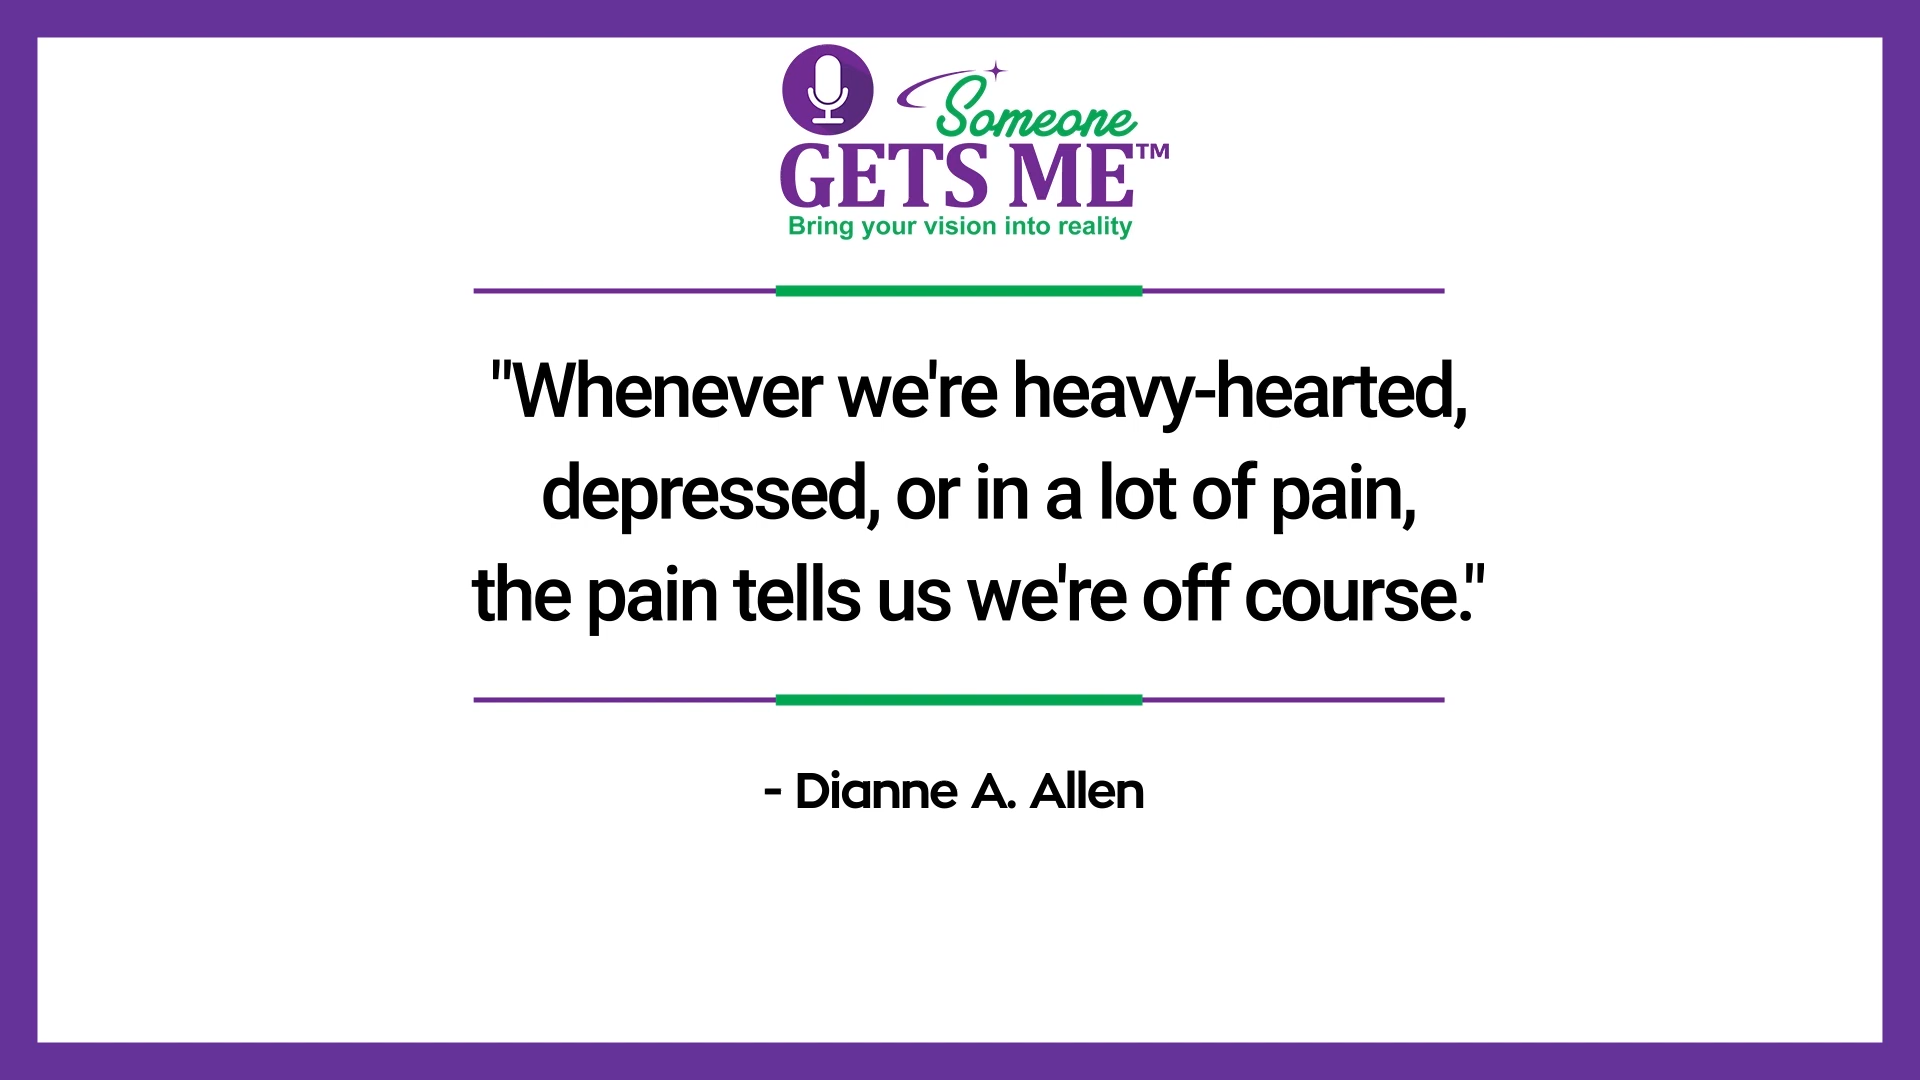 Someone
GETS ME™
Bring your vision into reality
"Whenever we're heavy-hearted,
depressed, or in a lot of pain,
the pain tells us we're off course."
- Dianne A. Allen